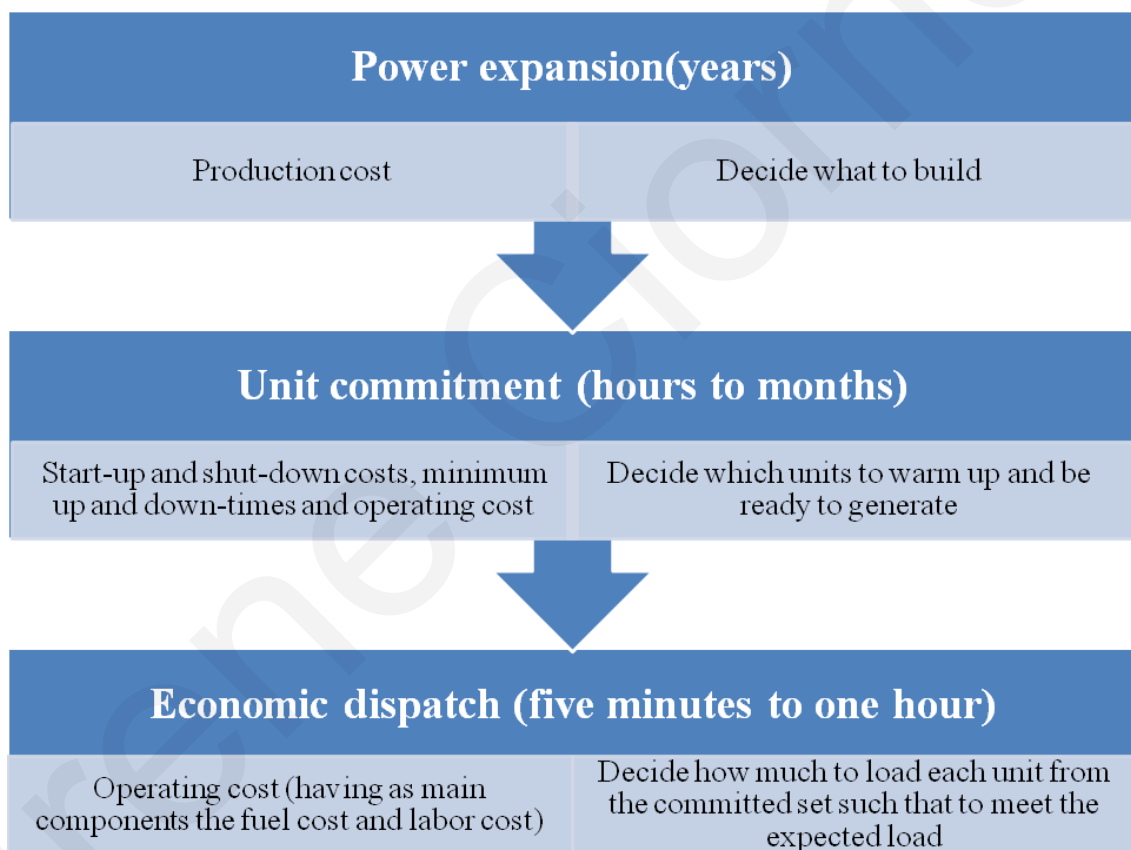 Power expansion(years)
Production cost
Decide what to build
Unit commitment (hours to months)
Start-up and shut-down costs, minimum
up and down-times and operating cost
Decide which units to warm up and be
ready to generate
Economic dispatch (five minutes to one hour)
Operating cost (having as main
components the fuel cost and labor cost)
Decide how much to load each unit from
the committed set such that to meet the
expected load